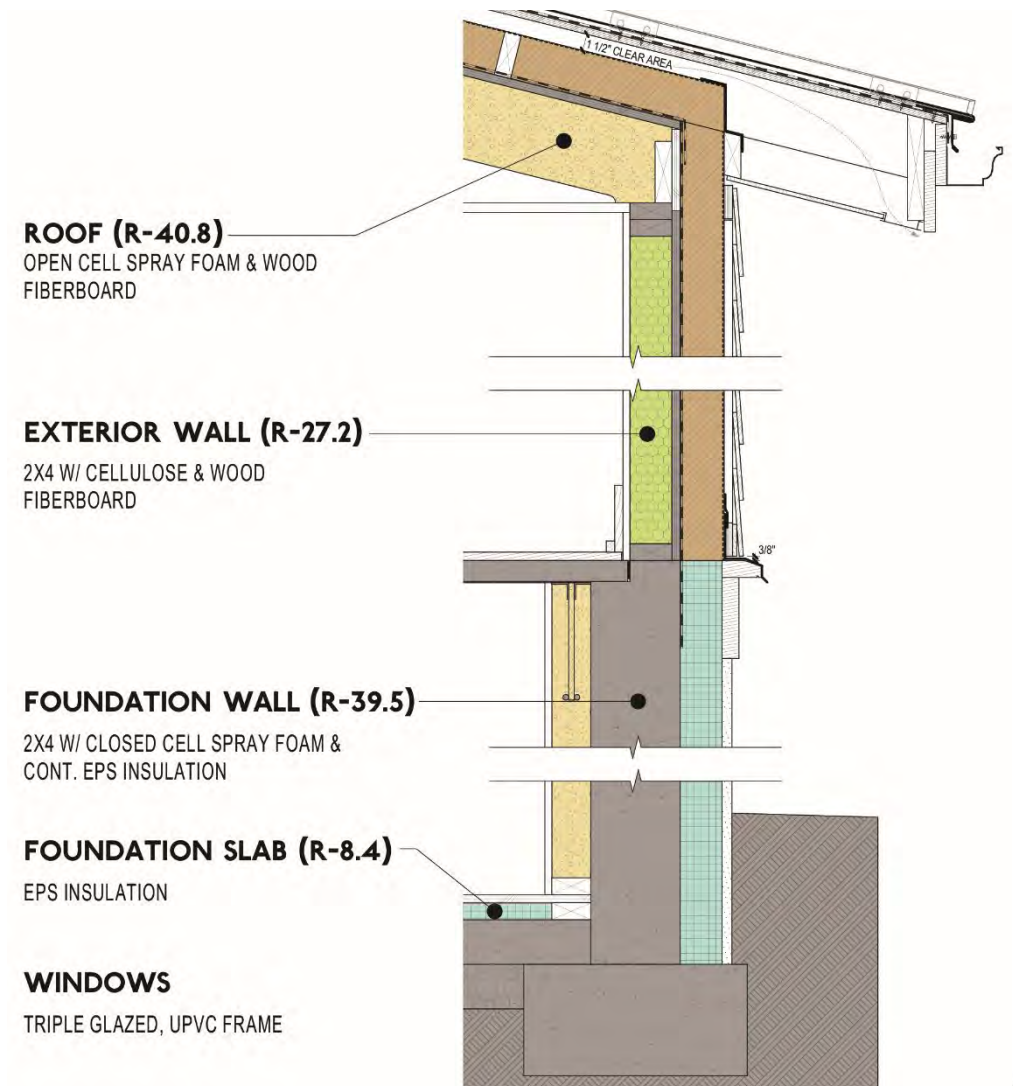 1 1/2" CLEAR AREA
ROOF (R-40.8)
OPEN CELL SPRAY FOAM & WOOD
FIBERBOARD
EXTERIOR WALL (R-27.2)
2X4 W/ CELLULOSE & WOOD
FIBERBOARD
3/8"
FOUNDATION WALL (R-39.5)
2X4 W/ CLOSED CELL SPRAY FOAM &
CONT. EPS INSULATION
FOUNDATION SLAB (R-8.4)
EPS INSULATION
WINDOWS
TRIPLE GLAZED, UPVC FRAME